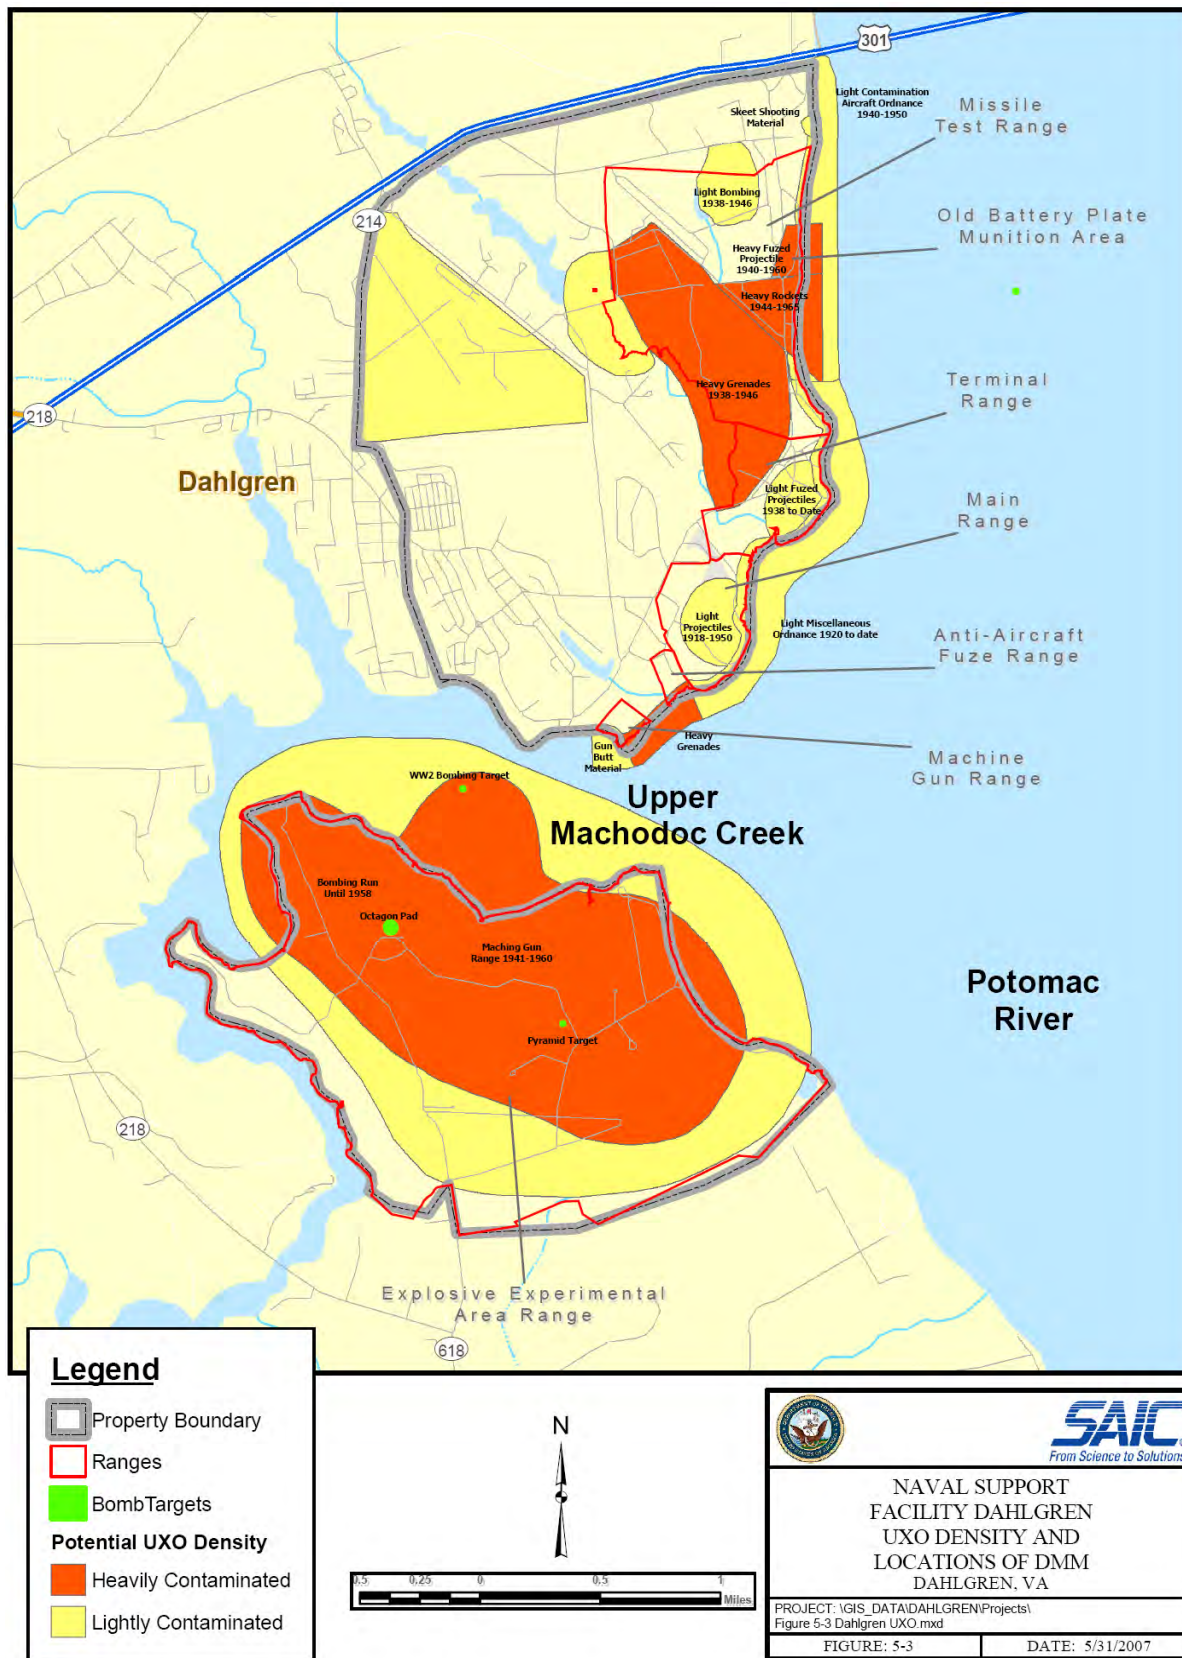 301
Light Contamination
Aircraft Ordnance
1940-1950
Skeet Shooting
Material
Missile
Test Range
Light Bombing
1938-1946
214
Old Battery Plate
Munition Area
Heavy Fuzed
Projectile
1940-1960
Heavy Rockets
1944-1965
Heavy Grenades
1938-1946
Terminal
Range
218
Dahlgren
Light Fuzed
Projectiles
1938 to Date
Main
Range
Light
Projectiles
1918-1950
Light Miscellaneous
Ordnance 1920 to date
Anti-Aircraft
Fuze Range
Heavy
Grenades
Gun
Butt
Material
Machine
Gun Range
WW2 Bombing Target
Upper
Machodoc Creek
Bombing Run
Until 1958
Octagon Pad
Maching Gun
Range 1941-1960
Potomac
River
Pyramid Target
218
Explosive Experimental
Area Range
618
Legend
Property Boundary
Ranges
BombTargets
Potential UXO Density
Heavily Contaminated
Lightly Contaminated
N
0.5 0.25 0 0.5 1
Miles
SAIC
From Science to Solutions
NAVAL SUPPORT
FACILITY DAHLGREN
UXO DENSITY AND
LOCATIONS OF DMM
DAHLGREN, VA
PROJECT: \GIS_DATA\DAHLGREN\Projects\
Figure 5-3 Dahlgren UXO.mxd
FIGURE: 5-3
DATE: 5/31/2007